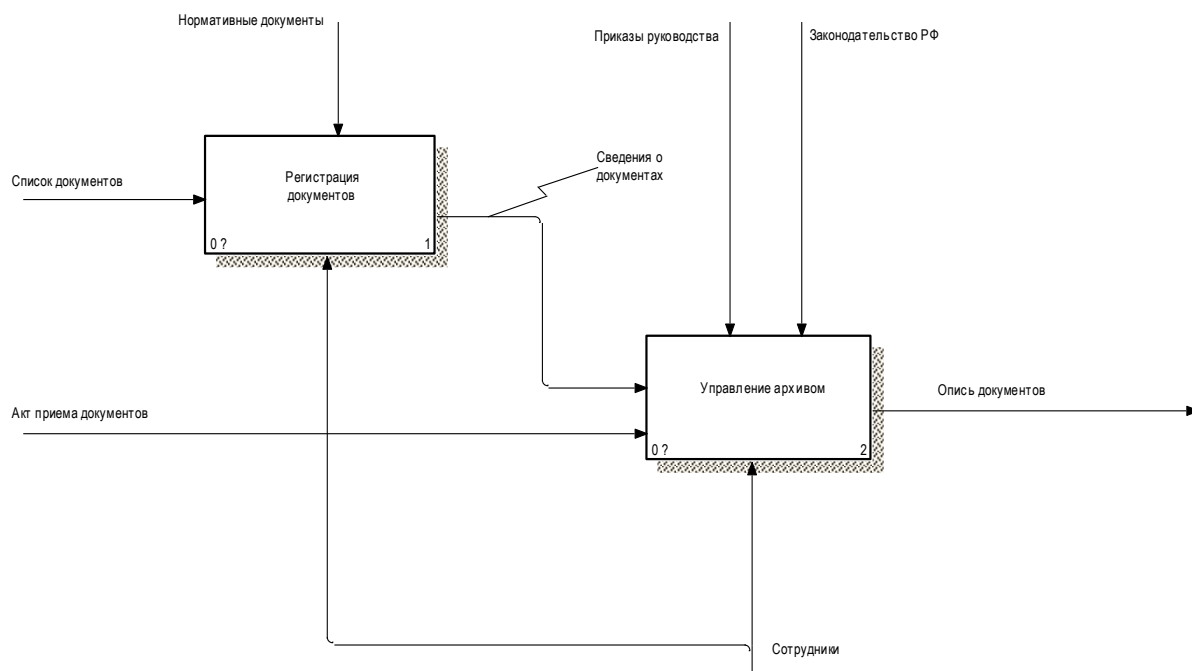 Нормативные документы
Приказы руководства
Законодательство РФ
Список документов
Регистрация
документов
0 ?
1
Сведения о
документах
Акт приема документов
Управление архивом
0 ?
2
Опись документов
Сотрудники